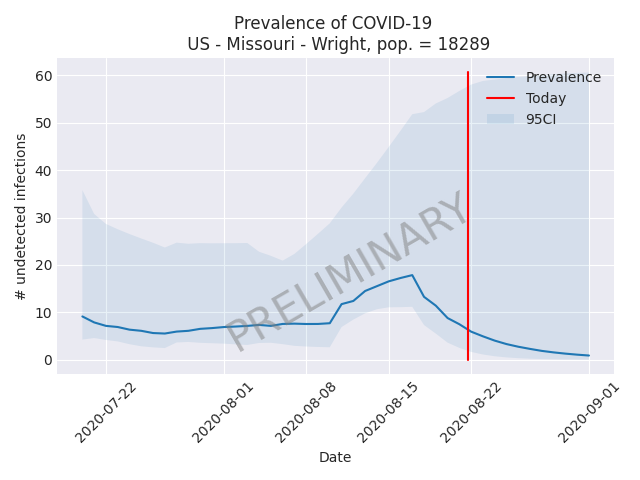 Prevalence of COVID-19
US - Missouri - Wright, pop. = 18289
# undetected infections
60
50
40
30
20
10
0
Prevalence
Today
95CI
PRELIMINARY
2020-07-22
2020-08-01
2020-08-08
2020-08-15
2020-08-22
2020-09-01
Date